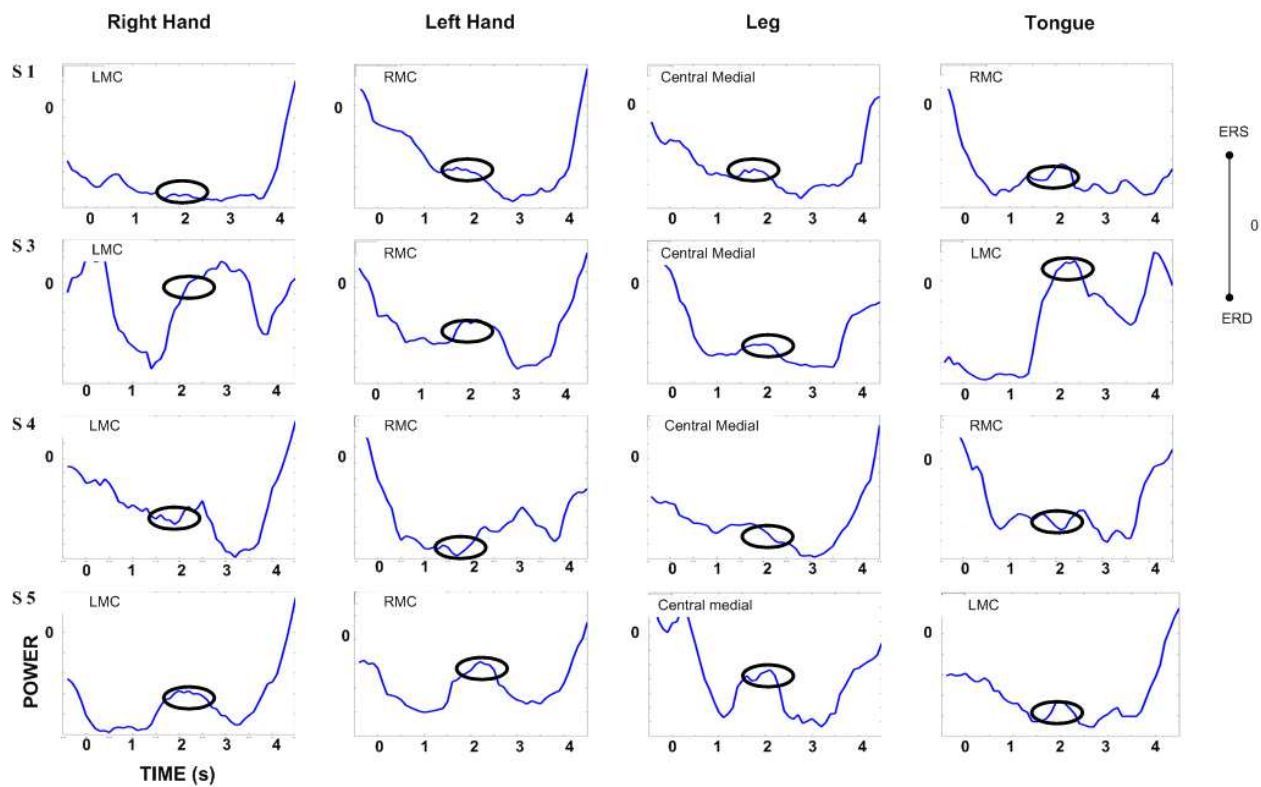 Right Hand Left Hand Leg Tongue
S 1 LMC RMC Central Medial RMC
0 0 0 0
ERS
0 1 2 3 4 0 1 2 3 4 0 1 2 3 4 0 1 2 3 4
0
S 3 LMC RMC Central Medial LMC
0 0 0 0
ERD
0 1 2 3 4 0 1 2 3 4 0 1 2 3 4 0 1 2 3 4
S 4 LMC RMC Central Medial RMC
0 0 0 0
0 1 2 3 4 0 1 2 3 4 0 1 2 3 4 0 1 2 3 4
S 5 LMC RMC Central medial LMC
0 0 0 0
POWER
0 1 2 3 4 0 1 2 3 4 0 1 2 3 4 0 1 2 3 4
TIME (s)